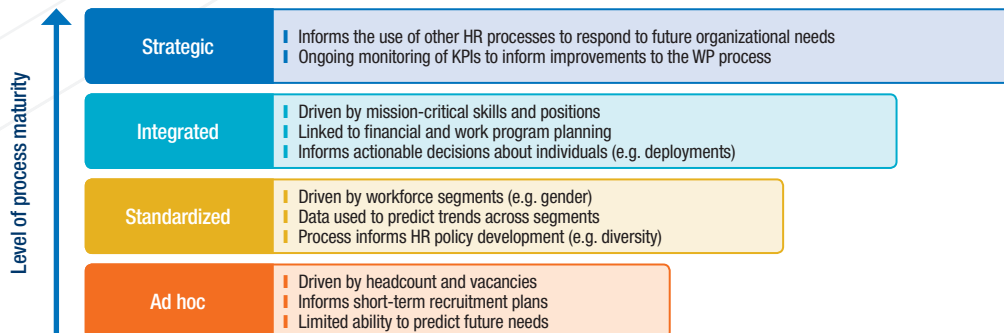 Level of process maturity
Strategic
Informs the use of other HR processes to respond to future organizational needs
Ongoing monitoring of KPIs to inform improvements to the WP process
Integrated
Driven by mission-critical skills and positions
Linked to financial and work program planning
Informs actionable decisions about individuals (e.g. deployments)
Standardized
Driven by workforce segments (e.g. gender)
Data used to predict trends across segments
Process informs HR policy development (e.g. diversity)
Ad hoc
Driven by headcount and vacancies
Informs short-term recruitment plans
Limited ability to predict future needs